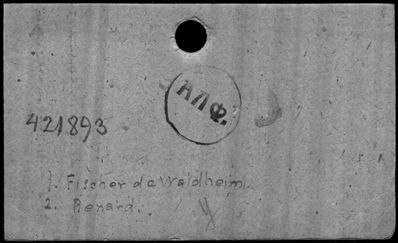 АЛФ.
421893
1. Fischer de Waldheim.
2. Renard.